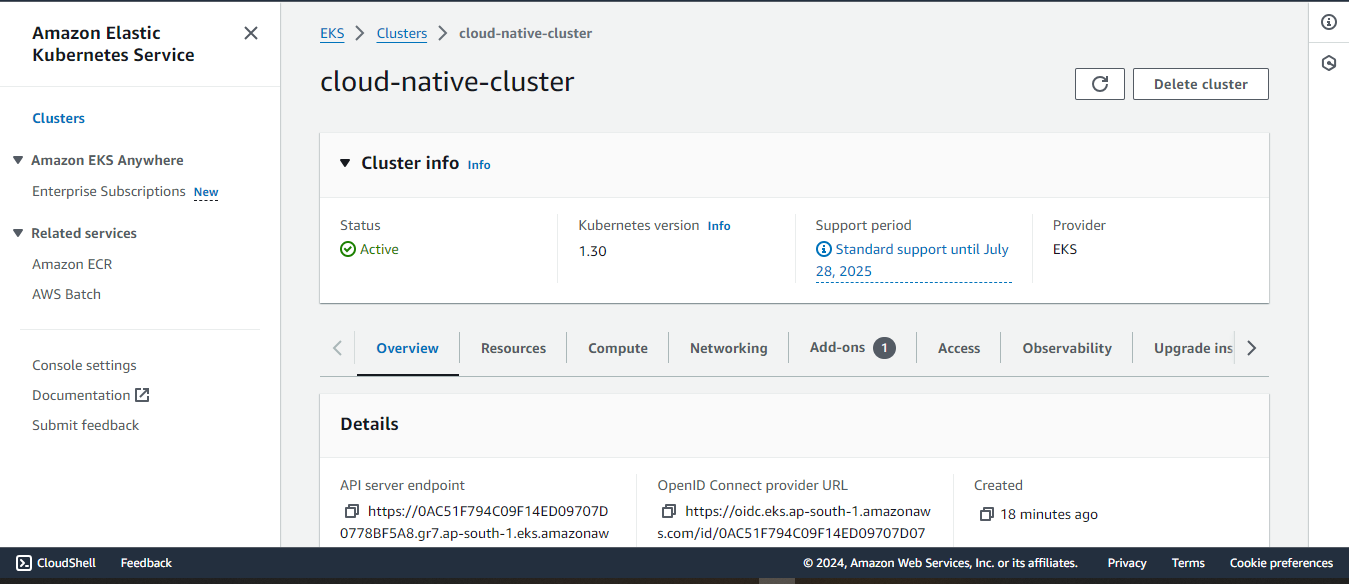 Amazon Elastic
Kubernetes Service
Clusters
Amazon EKS Anywhere
Enterprise Subscriptions New
Related services
Amazon ECR
AWS Batch
Console settings
Documentation
Submit feedback
EKS > Clusters > cloud-native-cluster
cloud-native-cluster
Delete cluster
Cluster info Info
Status
Active
Kubernetes version Info
1.30
Support period
Standard support until July
28, 2025
Provider
EKS
Overview
Resources
Compute
Networking
Add-ons 1
Access
Observability
Upgrade ins
Details
API server endpoint
https://0AC51F794C09F14ED09707D
0778BF5A8.gr7.ap-south-1.eks.amazonaw
OpenID Connect provider URL
https://oidc.eks.ap-south-1.amazonaw
s.com/id/0AC51F794C09F14ED09707D07
Created
18 minutes ago
CloudShell
Feedback
© 2024, Amazon Web Services, Inc. or its affiliates.
Privacy
Terms
Cookie preferences